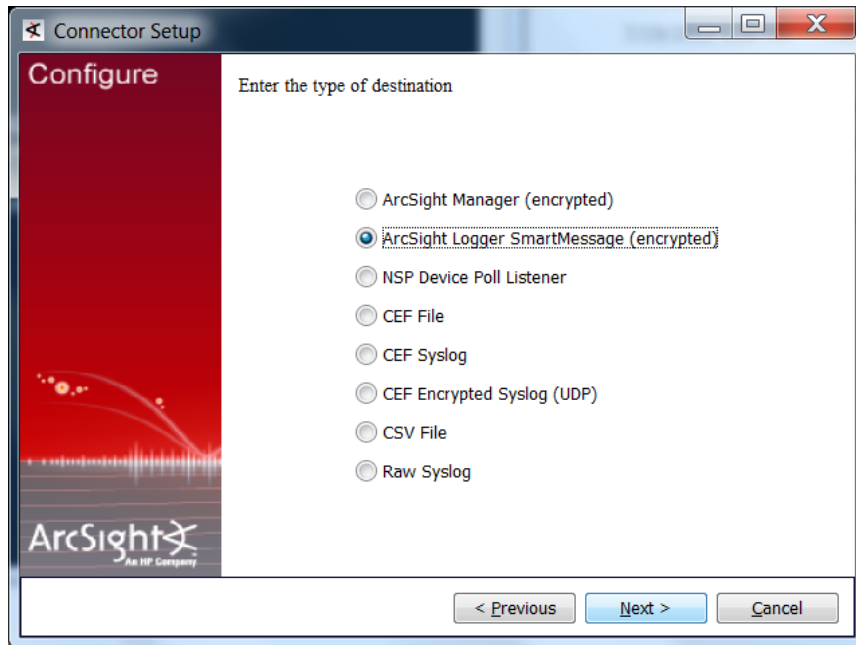 Connector Setup
Configure
Enter the type of destination
ArcSight Manager (encrypted)
ArcSight Logger SmartMessage (encrypted)
NSP Device Poll Listener
CEF File
CEF Syslog
CEF Encrypted Syslog (UDP)
CSV File
Raw Syslog
ArcSight
An HP Company
< Previous
Next >
Cancel